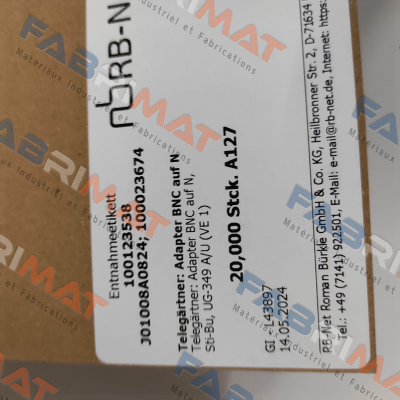 RB-N
Entnahmeetikett
100123538
J01008A0824; 100023674
Telegärtner: Adapter BNC auf N
Telegärtner: Adapter BNC auf N,
Sti-Bu, UG-349 A/U (VE 1)
20,000 Stck. A127
GI - L43897
14.05.2024
RB-Net Roman Bürkle GmbH & Co. KG, Heilbronner Str. 2, D-71634
Tel.: +49 (7141) 922501, E-Mail: e-mail@rb-net.de, Internet: https:
FABRIMAT
Materiaux Industriel et Fabrications